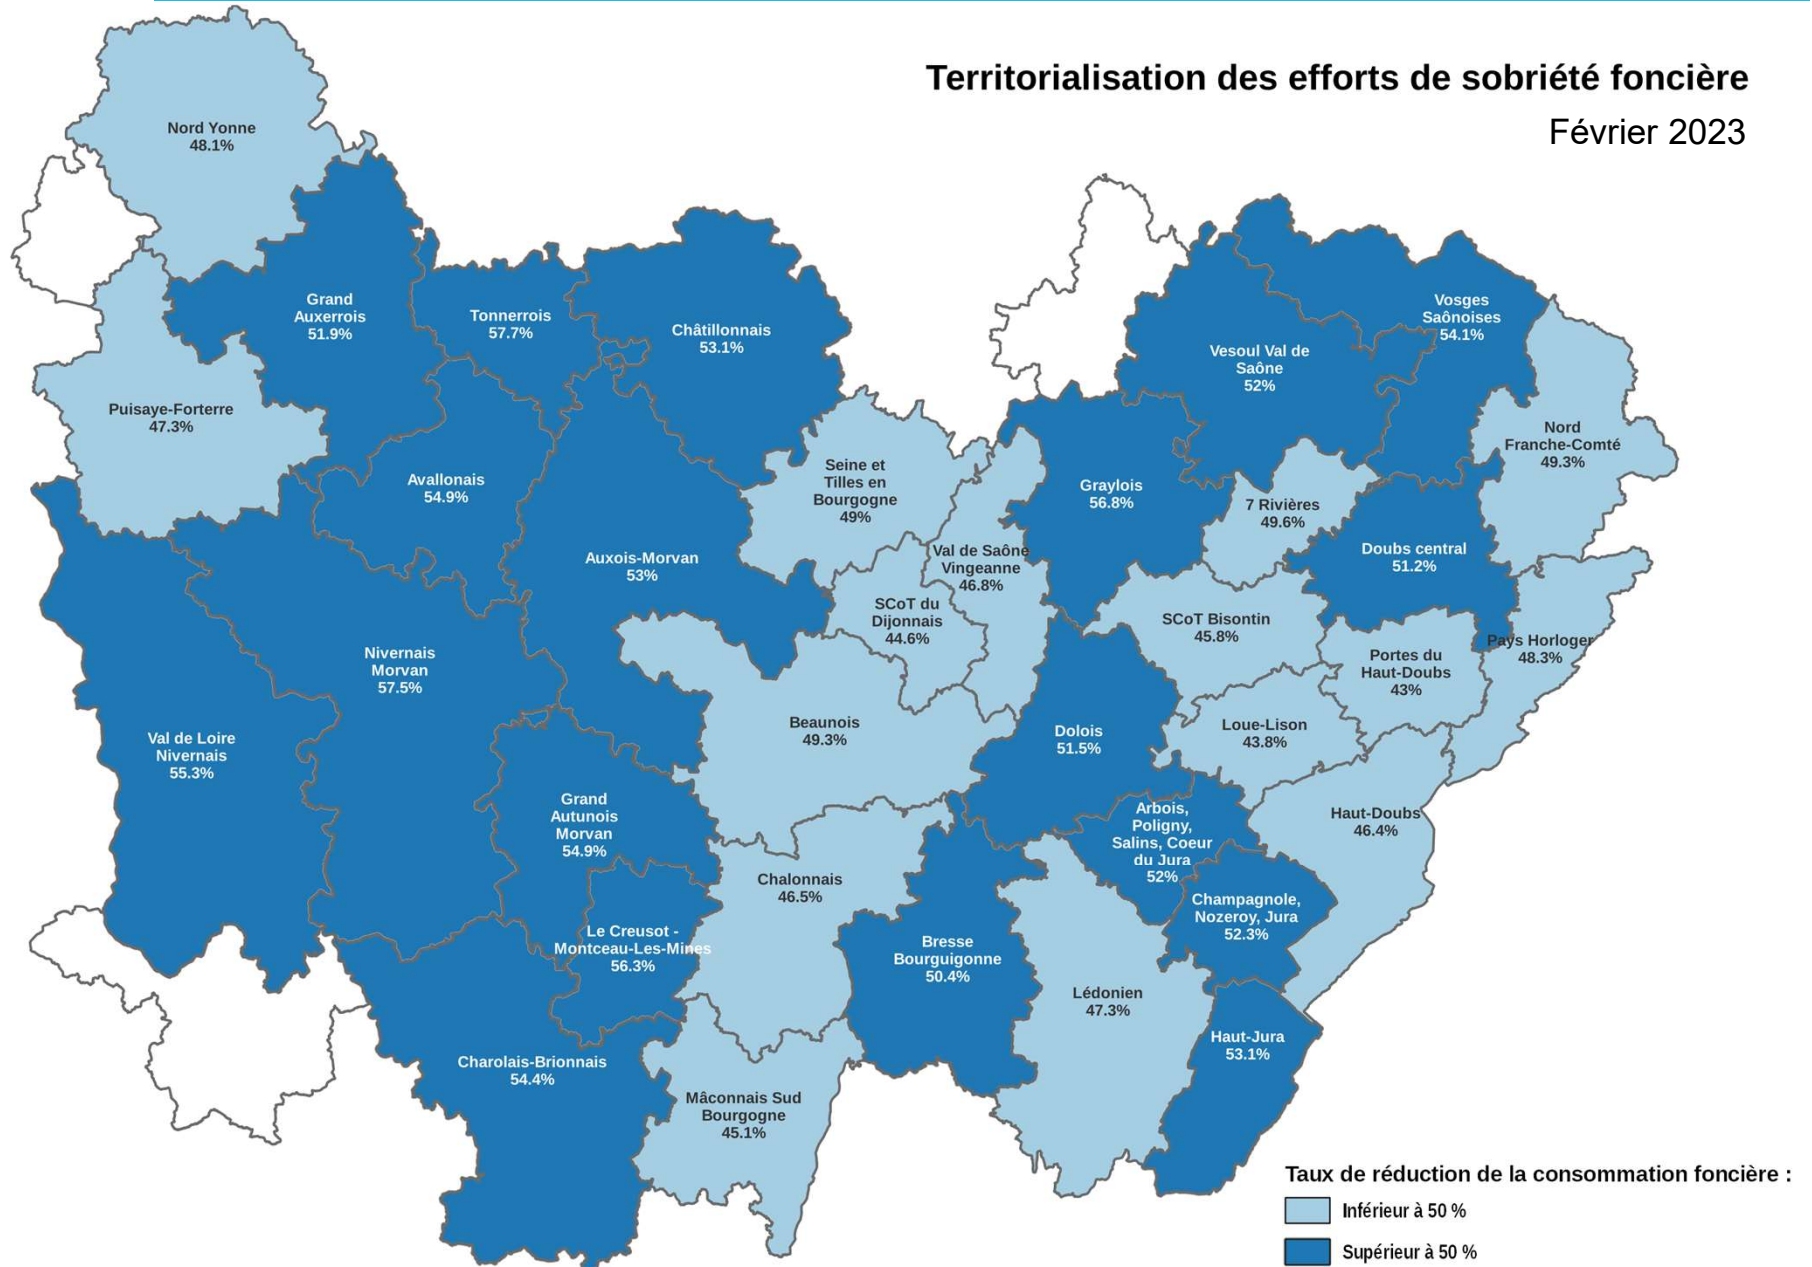 Territorialisation des efforts de sobriété foncière
Février 2023
Nord Yonne
48.1%
Grand
Auxerrois
51.9%
Tonnerrois
57.7%
Châtillonnais
53.1%
Vosges
Saônoises
54.1%
Vesoul Val de
Saône
52%
Puisaye-Forterre
47.3%
Nord
Franche-Comté
49.3%
Avallonais
54.9%
Seine et
Tilles en
Bourgogne
49%
Graylois
56.8%
7 Rivières
49.6%
Auxois-Morvan
53%
Val de Saône
Vingeanne
46.8%
Doubs central
51.2%
SCoT du
Dijonnais
44.6%
SCoT Bisontin
45.8%
Pays Horloger
48.3%
Nivernais
Morvan
57.5%
Portes du
Haut-Doubs
43%
Val de Loire
Nivernais
55.3%
Beaunois
49.3%
Dolois
51.5%
Loue-Lison
43.8%
Grand
Autunois
Morvan
54.9%
Arbois,
Poligny,
Salins, Coeur
du Jura
52%
Haut-Doubs
46.4%
Chalonnais
46.5%
Champagnole,
Nozeroy, Jura
52.3%
Le Creusot -
Montceau-Les-Mines
56.3%
Bresse
Bourguigonne
50.4%
Lédonien
47.3%
Haut-Jura
53.1%
Charolais-Brionnais
54.4%
Mâconnais Sud
Bourgogne
45.1%
Taux de réduction de la consommation foncière :
Inférieur à 50 %
Supérieur à 50 %